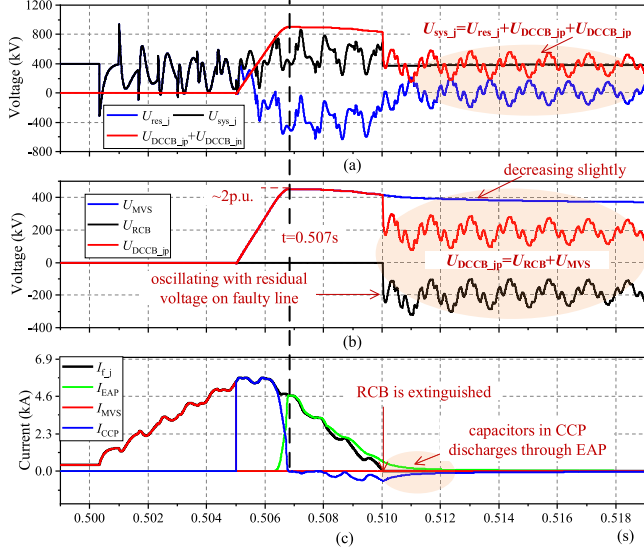 800
400
0
-400
800
Voltage (kV)
U_sys_j=U_res_j+U_DCCB_jp+U_DCCB_jp
U_res_j
U_sys_j
U_DCCB_jp+U_DCCB_jn
(a)
400
200
0
-200
400
Voltage (kV)
U_MVS
U_RCB
U_DCCB_jp
~2p.u.
t=0.507s
decreasing slightly
U_DCCB_jp=U_RCB+U_MVS
oscillating with residual
voltage on faulty line
(b)
6.9
4.6
2.3
0.0
Current (kA)
I_f_j
I_EAP
I_MVS
I_CCP
RCB is extinguished
capacitors in CCP
discharges through EAP
0.500
0.502
0.504
0.506
0.508
0.510
0.512
0.514
0.516
0.518
(c)
(s)